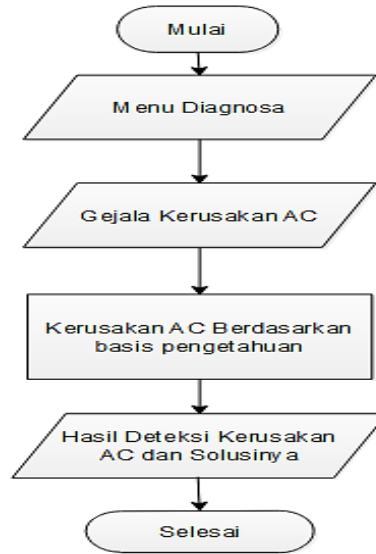 Mulai
Menu Diagnosa
Gejala Kerusakan AC
Kerusakan AC Berdasarkan
basis pengetahuan
Hasil Deteksi Kerusakan
AC dan Solusinya
Selesai